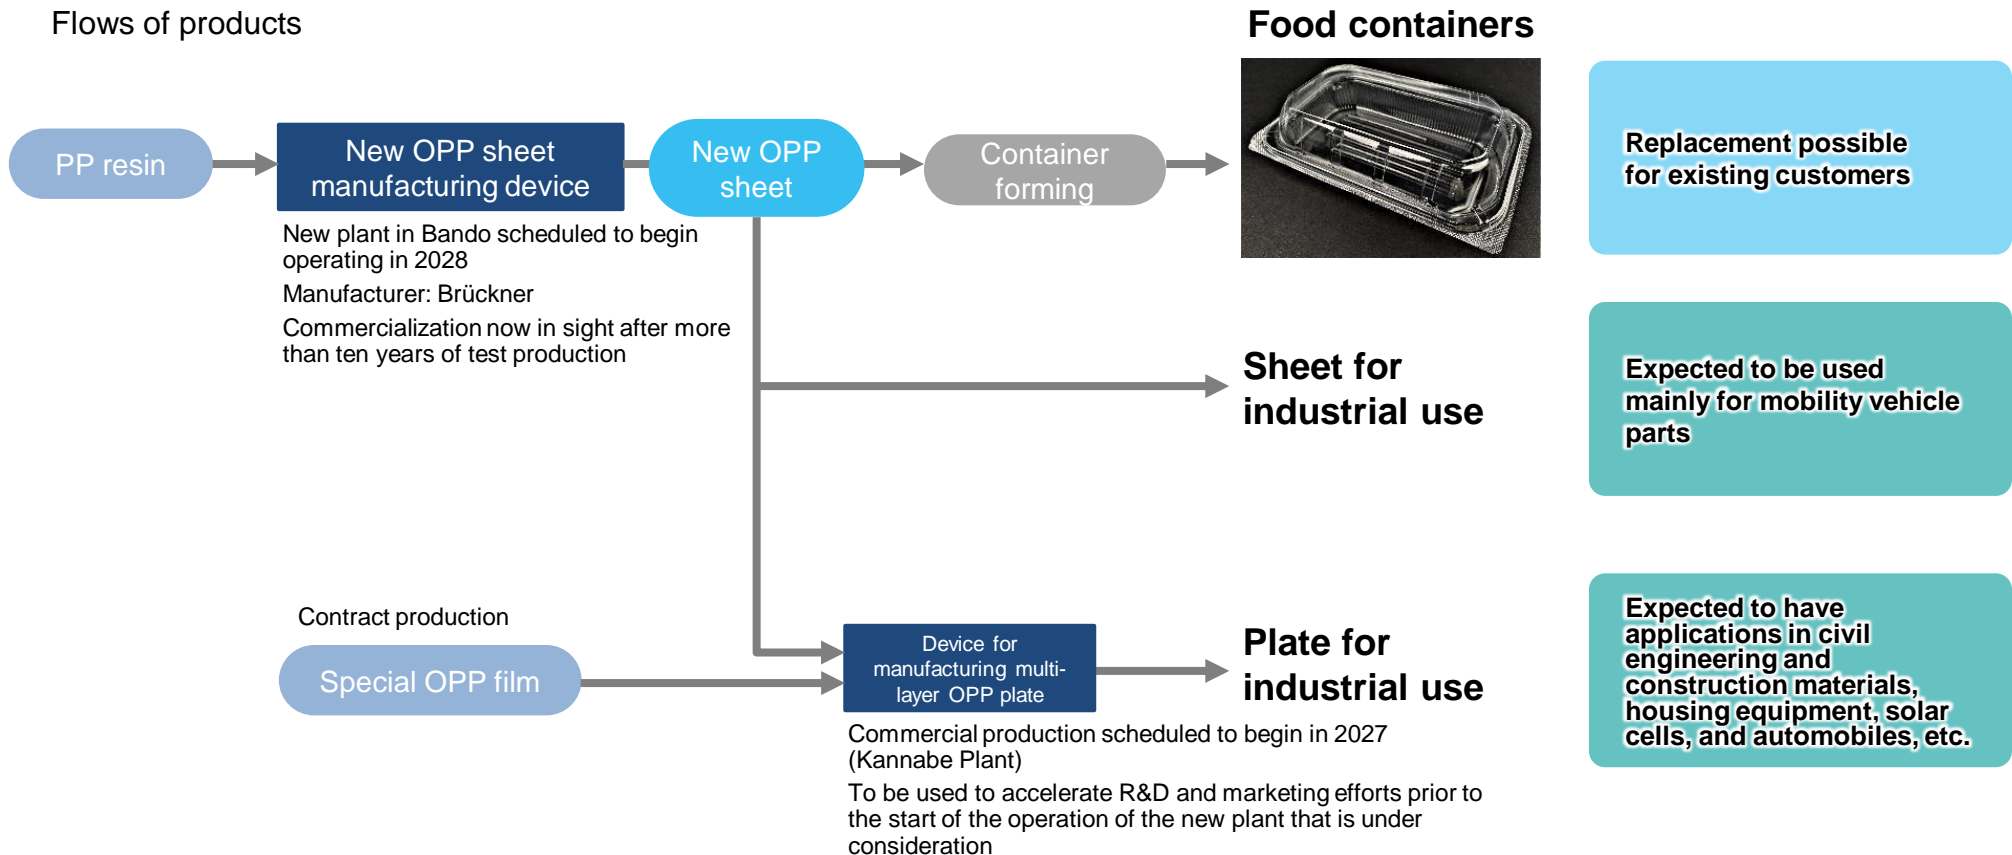 Flows of products
Food containers
PP resin
New OPP sheet
manufacturing device
New OPP
sheet
Container
forming
Replacement possible
for existing customers
New plant in Bando scheduled to begin
operating in 2028
Manufacturer: Brückner
Commercialization now in sight after more
than ten years of test production
Sheet for
industrial use
Expected to be used
mainly for mobility vehicle
parts
Contract production
Special OPP film
Device for
manufacturing multi-
layer OPP plate
Plate for
industrial use
Expected to have
applications in civil
engineering and
construction materials,
housing equipment, solar
cells, and automobiles, etc.
Commercial production scheduled to begin in 2027
(Kannabe Plant)
To be used to accelerate R&D and marketing efforts prior to
the start of the operation of the new plant that is under
consideration